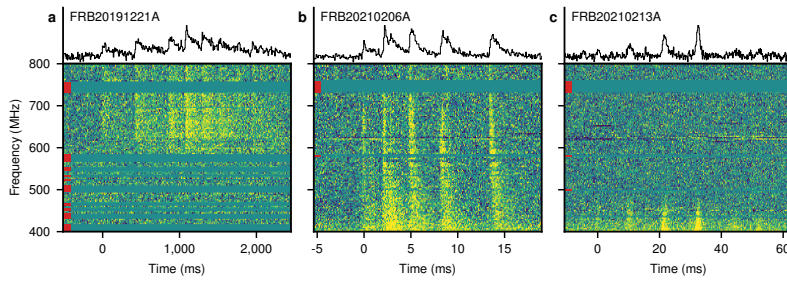 a FRB20191221A
b FRB20210206A
c FRB20210213A
Frequency (MHz)
800
700
600
500
400
0 1,000 2,000
-5 0 5 10 15
0 20 40 60
Time (ms) Time (ms) Time (ms)